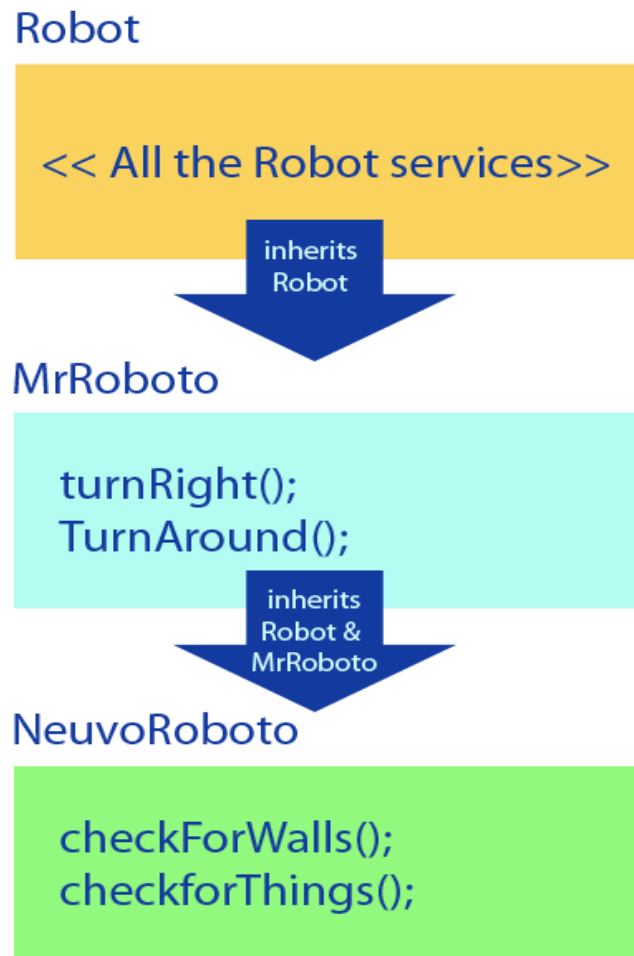 Robot
<< All the Robot services>>
inherits
Robot
MrRoboto
turnRight();
TurnAround();
inherits
Robot &
MrRoboto
NeuvoRoboto
checkForWalls();
checkforThings();